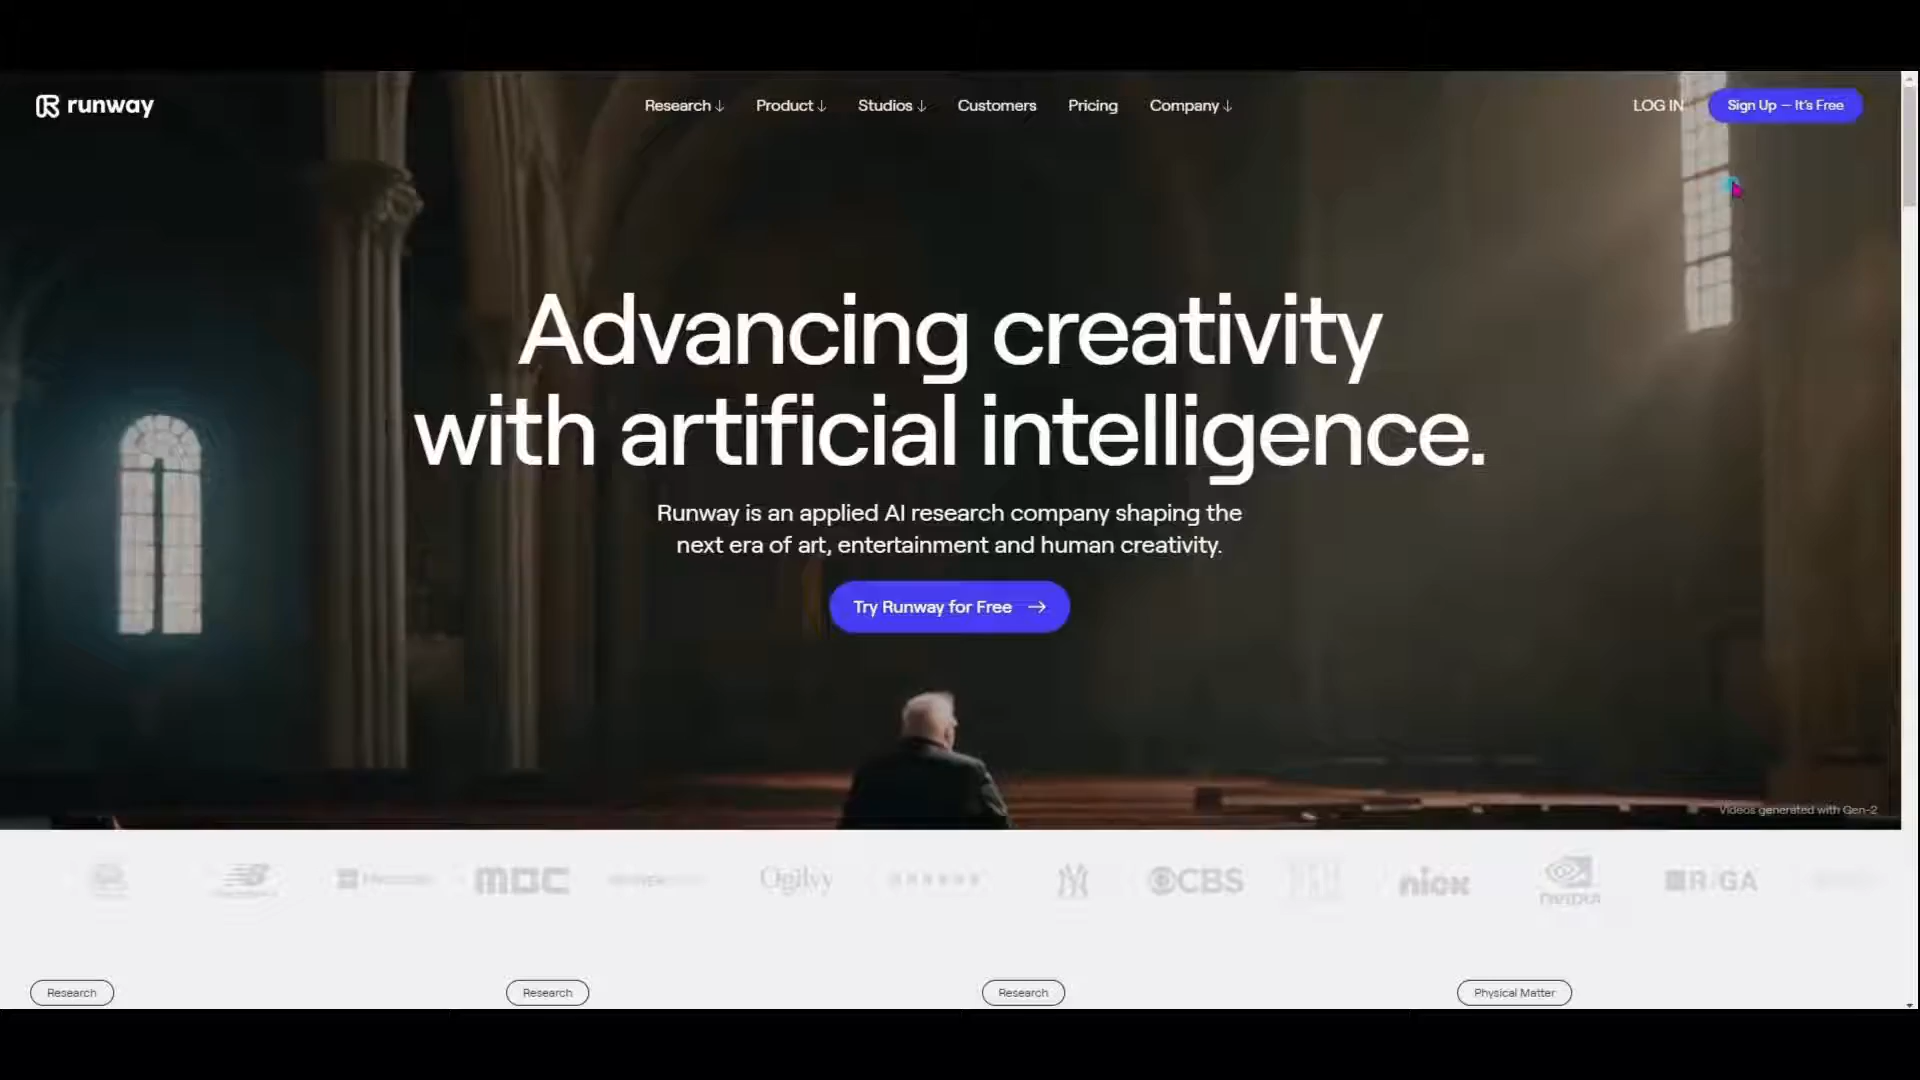 runway
Research ↓ Product ↓ Studios ↓ Customers Pricing Company ↓
LOG IN Sign Up — It's Free
Advancing creativity
with artificial intelligence.
Runway is an applied AI research company shaping the
next era of art, entertainment and human creativity.
Try Runway for Free →
Videos generated with Gen-2
Ogilvy CBS nick NVIDIA R/GA
Research Research Research Physical Matter